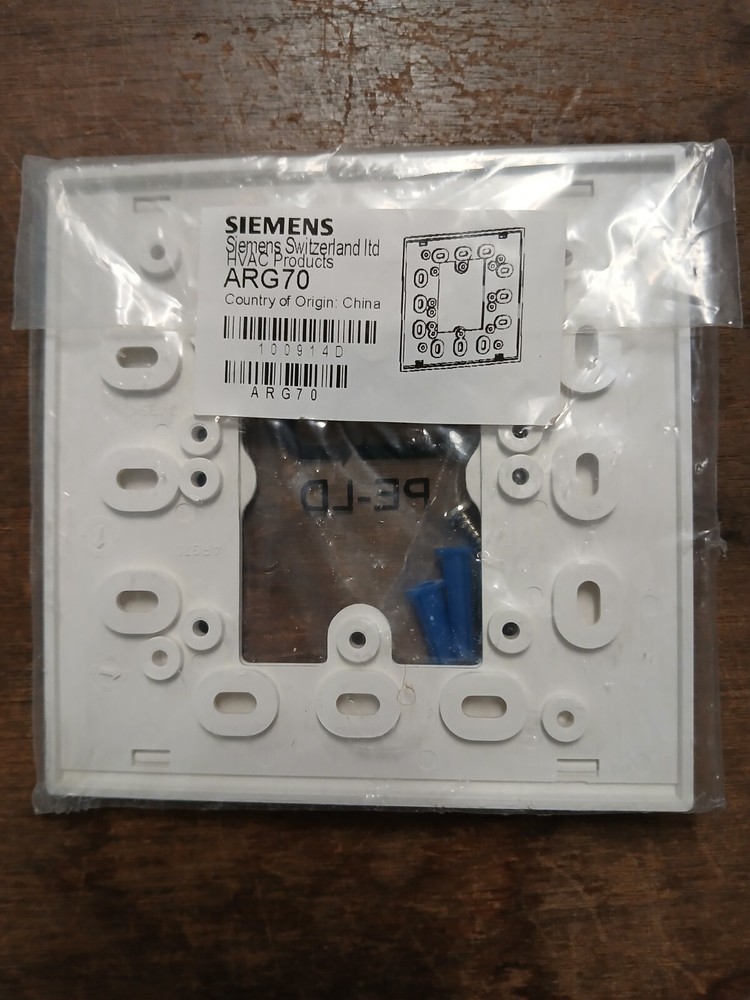 SIEMENS
Siemens Switzerland ltd
HVAC Products
ARG70
Country of Origin: China
100914D
ARG70
PE-LD